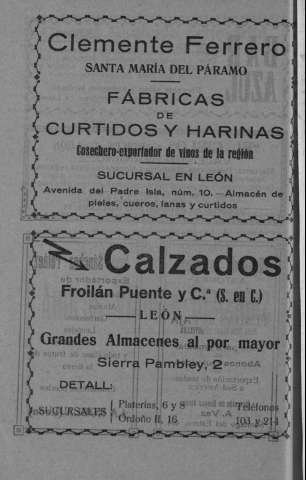 Clemente Ferrero
SANTA MARÍA DEL PÁRAMO
FÁBRICAS
DE
CURTIDOS Y HARINAS
Cosechero-exportador de vinos de la región
SUCURSAL EN LEÓN
Avenida del Padre Isla, núm. 10.-Almacén de
pieles, cueros, lanas y curtidos
Calzados
Froilán Puente y C.ª (S. en C.)
LEÓN
Grandes Almacenes al por mayor
Sierra Pambley, 2
DETALL:
SUCURSALES Platerías, 6 y 8 Teléfonos
Ordoño II, 16 103 y 214